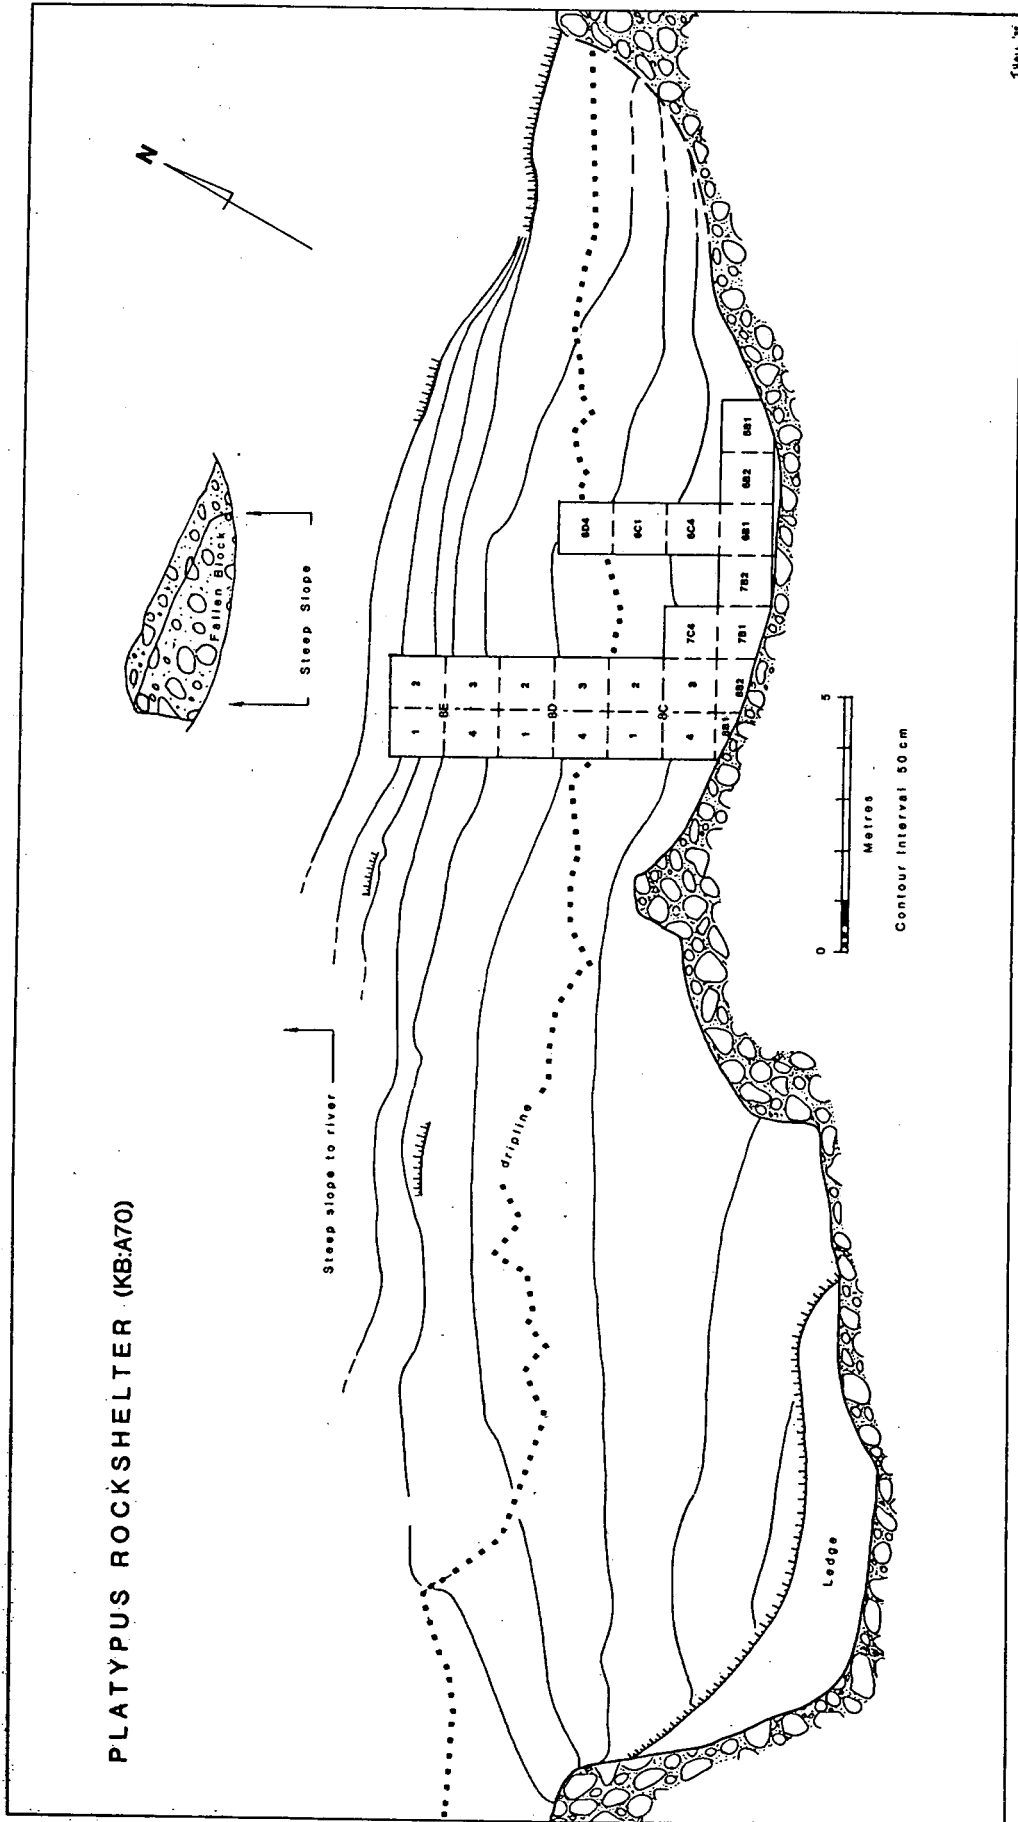 PLATYPUS ROCKSHELTER (KB:A70)
N
Fallen Block
Steep Slope
Steep slope to river
dripline
1 2
8E
4 3
1 2
8D
4 3
6D4
1 2
6C1
8C
4 3
7C4
6C4
8B1 8B2 7B1 7B2 6B1 6B2
Ledge
0 5
Metres
Contour Interval 50 cm